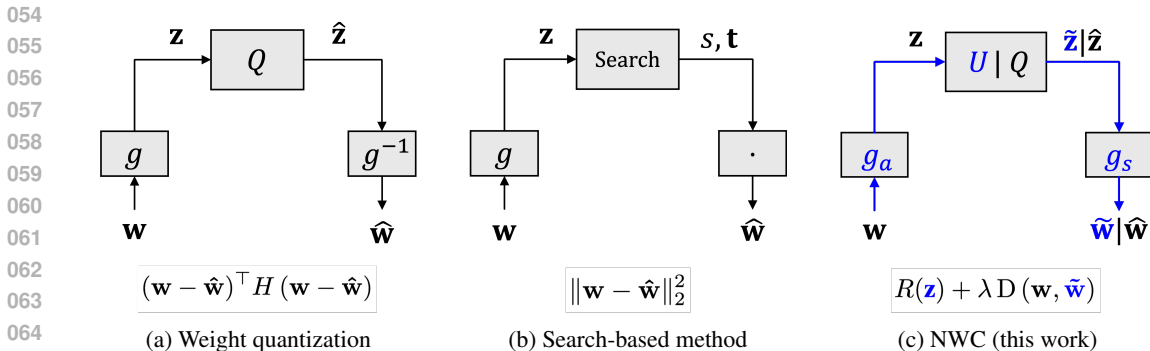 054
055
056
057
058
059
060
061
062
063
064
z Q ẑ
g g⁻¹
w ŵ
(w − ŵ)⊤ H (w − ŵ)
(a) Weight quantization
z Search s, t
g ·
w ŵ
‖w − ŵ‖₂²
(b) Search-based method
z U | Q z̃|ẑ
gₐ gₛ
w w̃|ŵ
R(z) + λ D (w, w̃)
(c) NWC (this work)